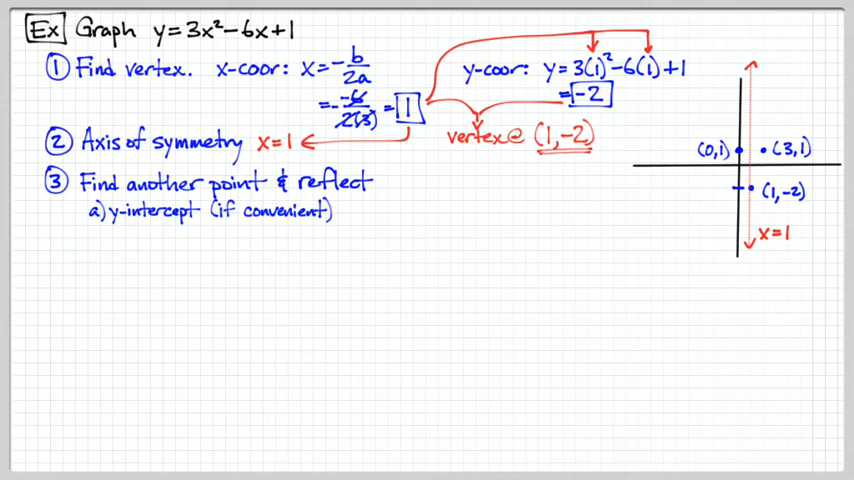 Ex Graph y=3x²-6x+1
① Find vertex. x-coor: x=-b/2a
=-(-6)/2(3)=1
y-coor: y=3(1)²-6(1)+1
=-2
vertex@ (1,-2)
② Axis of symmetry x=1
③ Find another point & reflect
a) y-intercept (if convenient)
(0,1)
(3,1)
(1,-2)
x=1